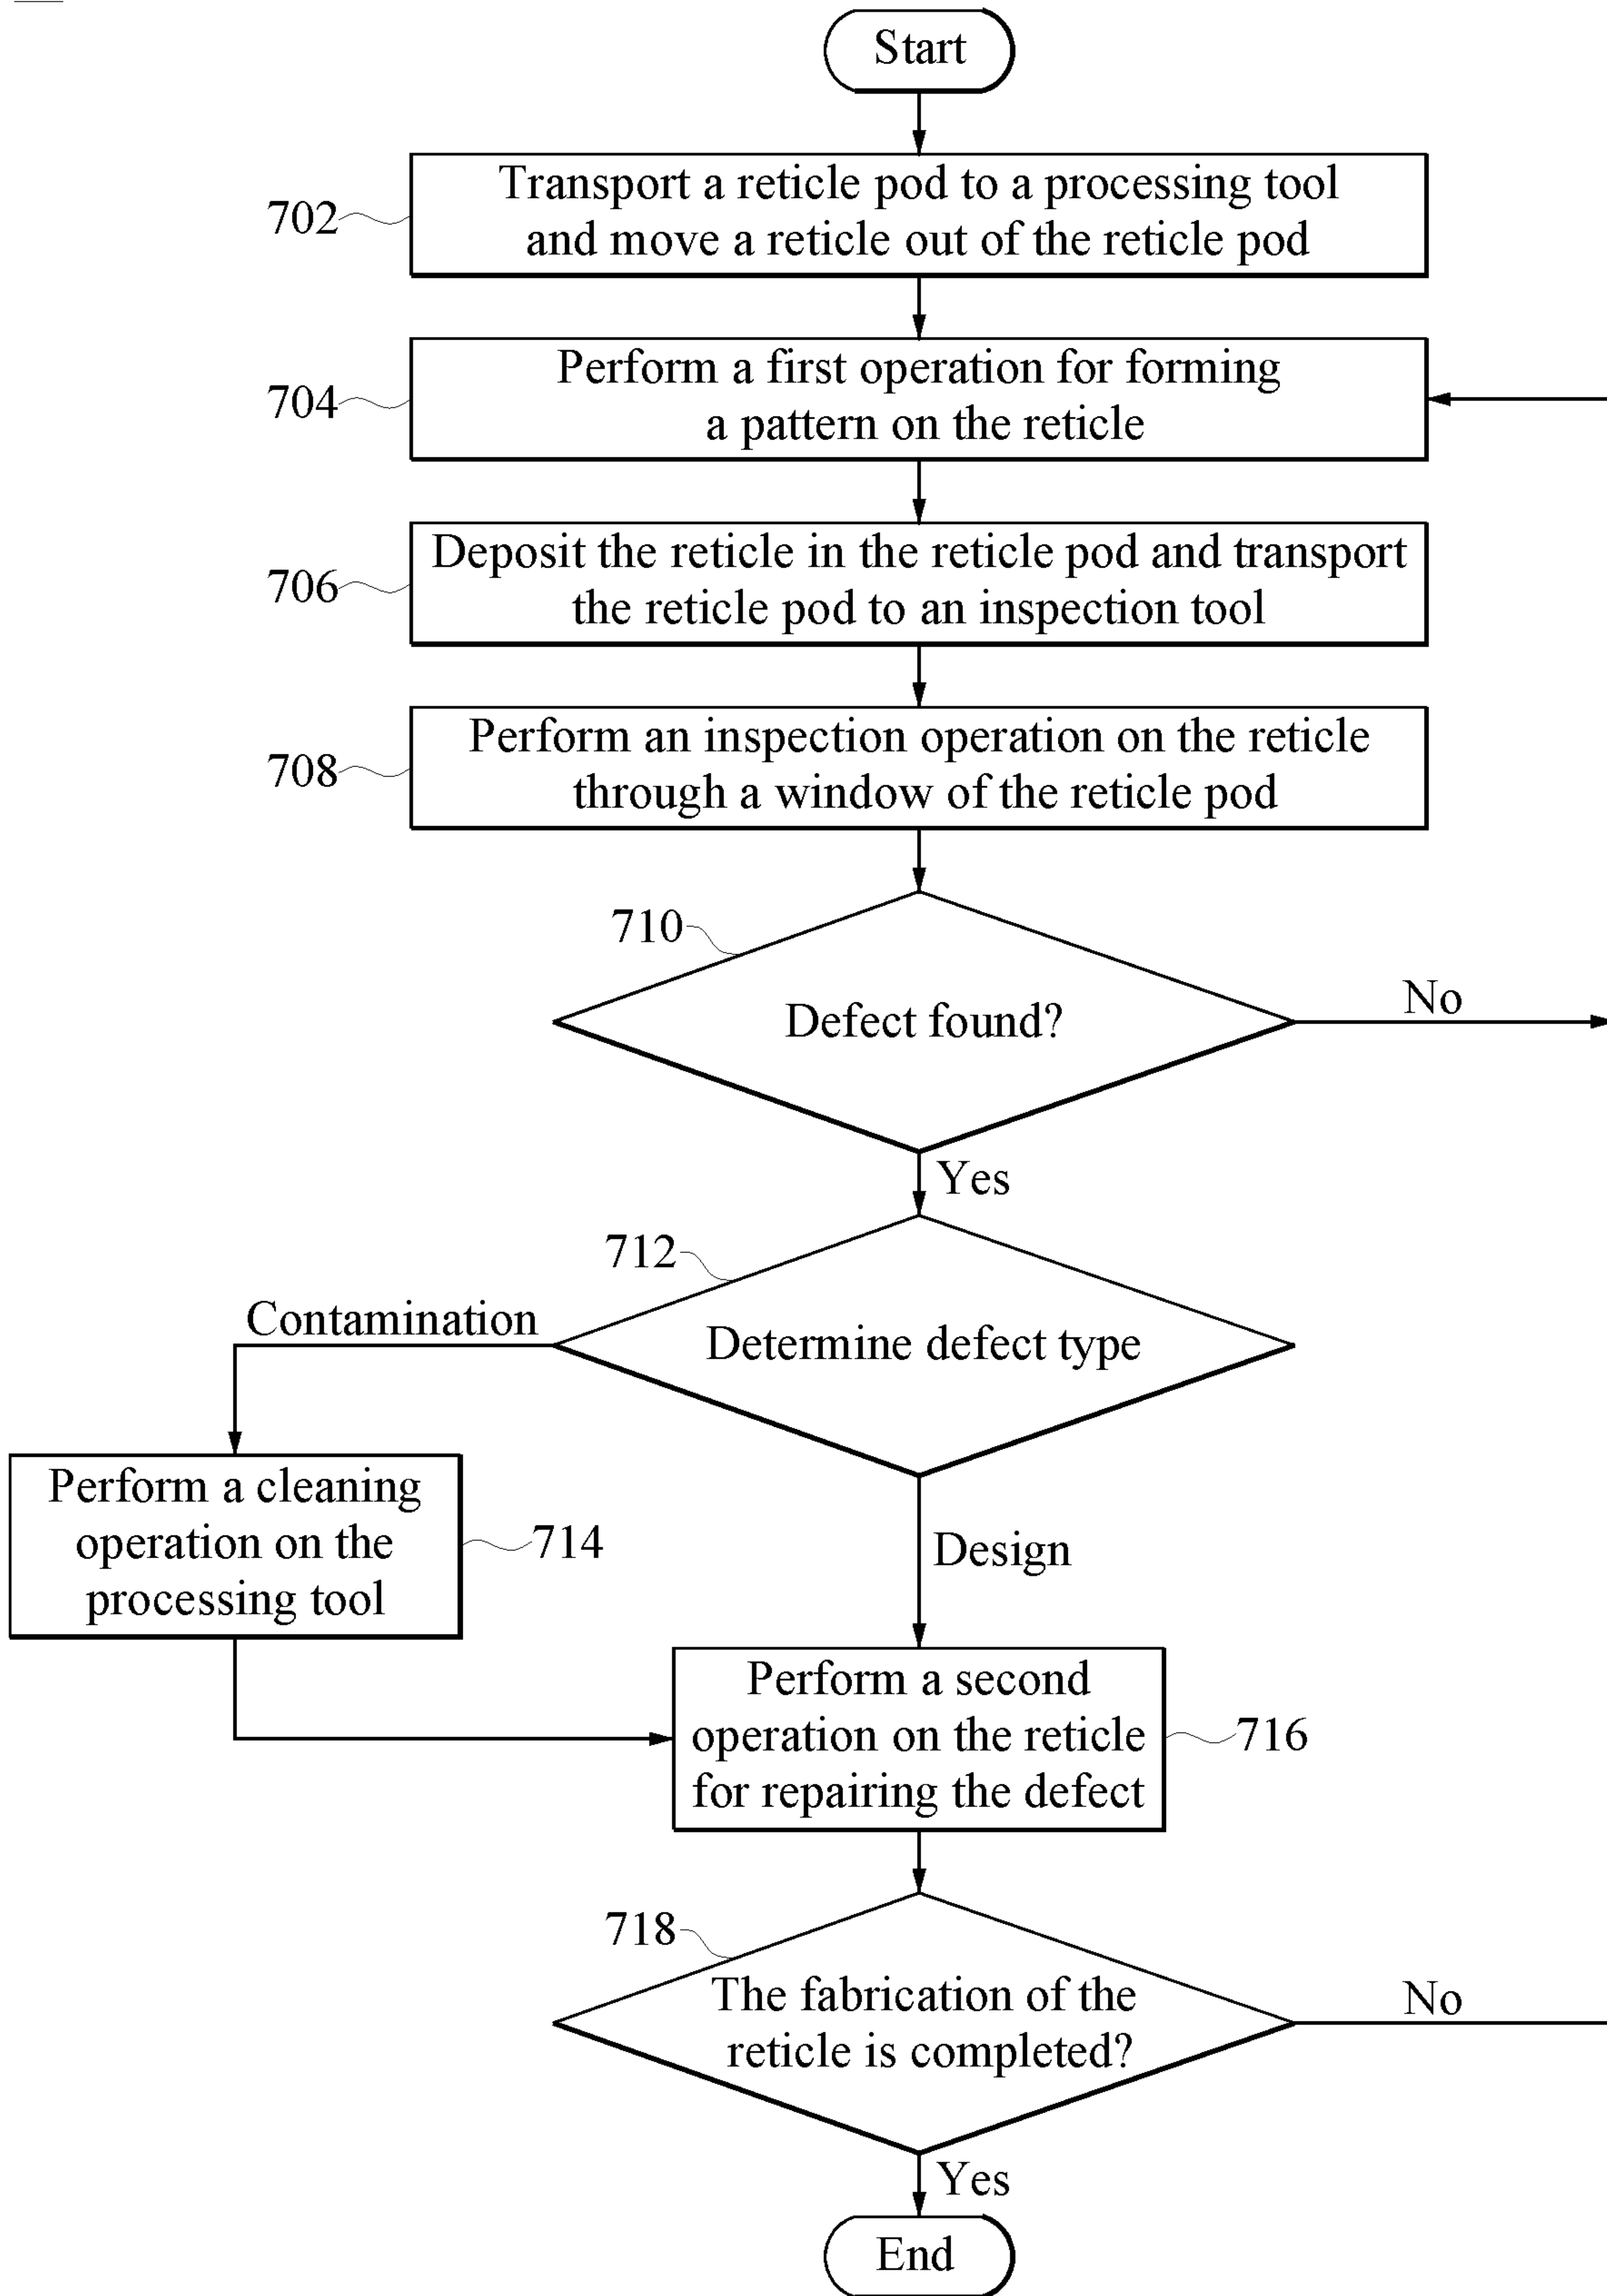 Start
702
Transport a reticle pod to a processing tool
and move a reticle out of the reticle pod
704
Perform a first operation for forming
a pattern on the reticle
706
Deposit the reticle in the reticle pod and transport
the reticle pod to an inspection tool
708
Perform an inspection operation on the reticle
through a window of the reticle pod
710
Defect found?
No
Yes
712
Determine defect type
Contamination
Perform a cleaning
operation on the
processing tool
714
Design
Perform a second
operation on the reticle
for repairing the defect
716
718
The fabrication of the
reticle is completed?
No
Yes
End